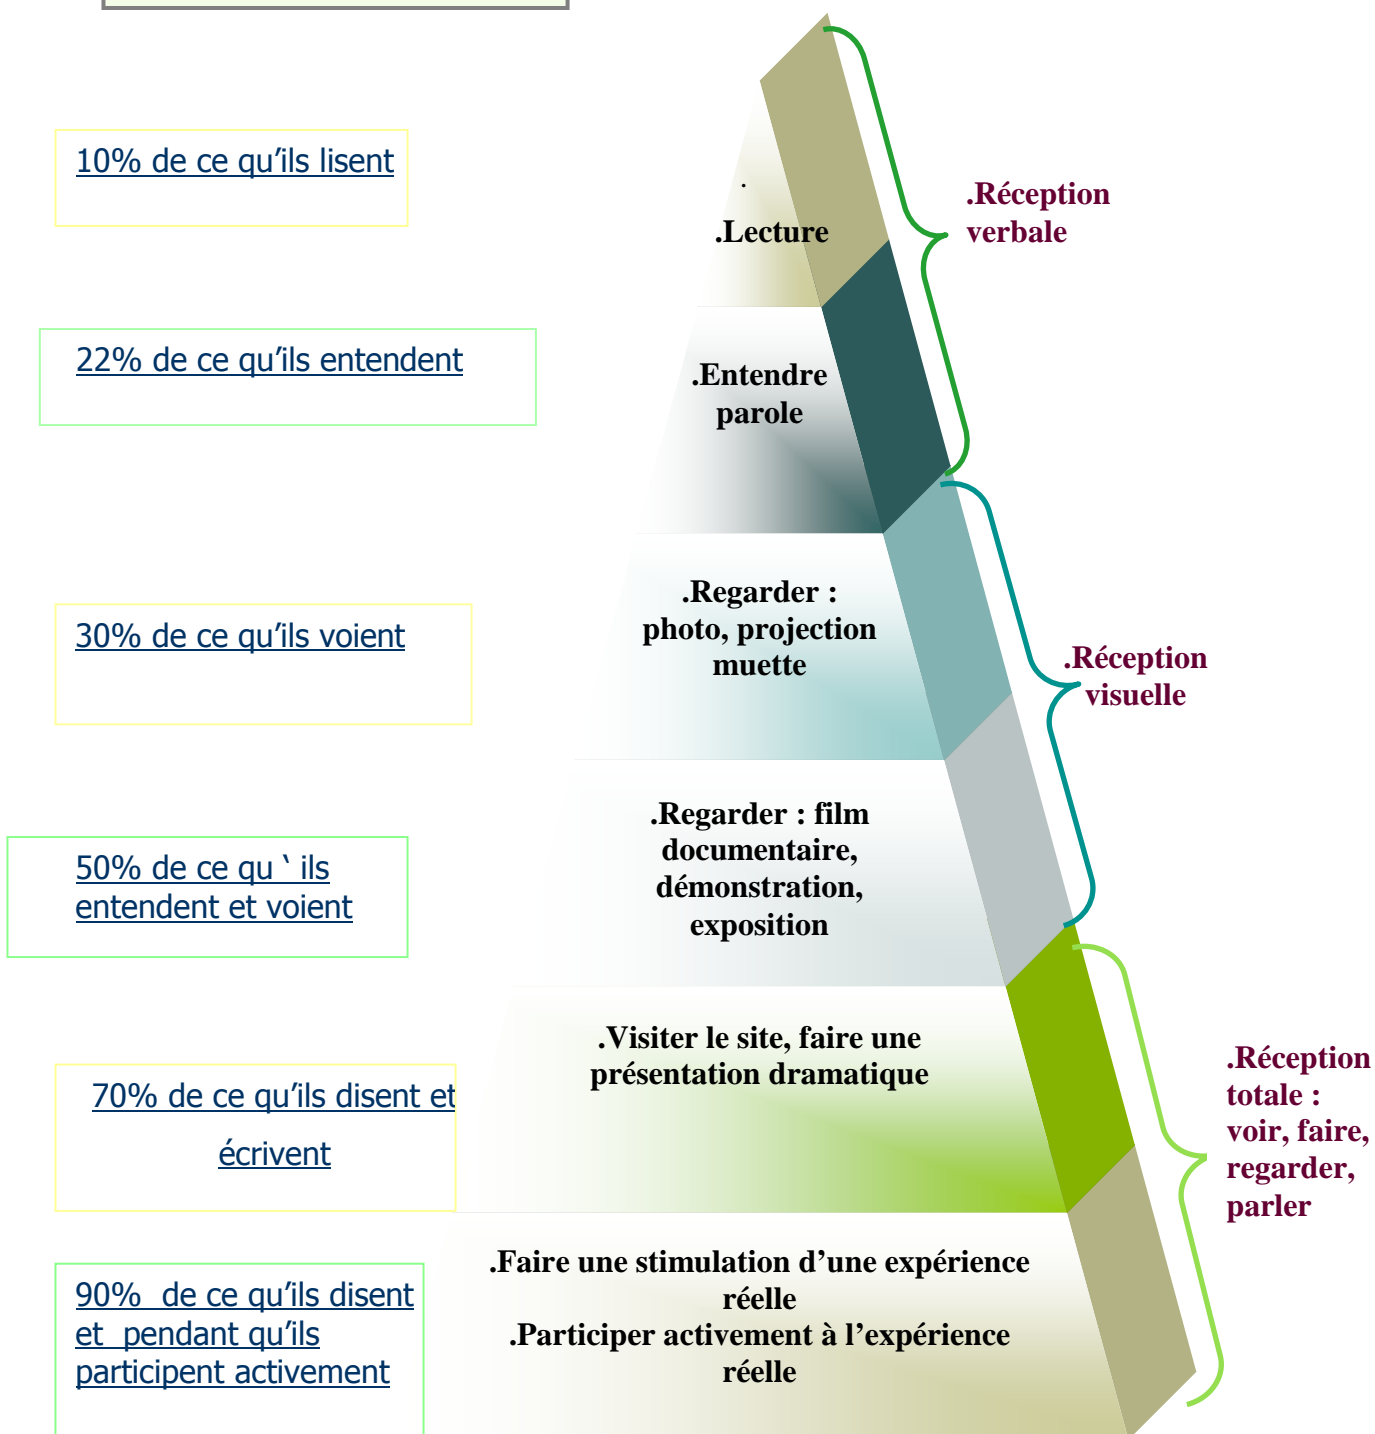 10% de ce qu'ils lisent
.
.Lecture
.Réception
verbale
22% de ce qu'ils entendent
.Entendre
parole
30% de ce qu'ils voient
.Regarder :
photo, projection
muette
.Réception
visuelle
50% de ce qu ‵ ils
entendent et voient
.Regarder : film
documentaire,
démonstration,
exposition
70% de ce qu'ils disent et
écrivent
.Visiter le site, faire une
présentation dramatique
.Réception
totale :
voir, faire,
regarder,
parler
90%  de ce qu'ils disent
et  pendant qu'ils
participent activement
.Faire une stimulation d'une expérience
réelle
.Participer activement à l'expérience
réelle